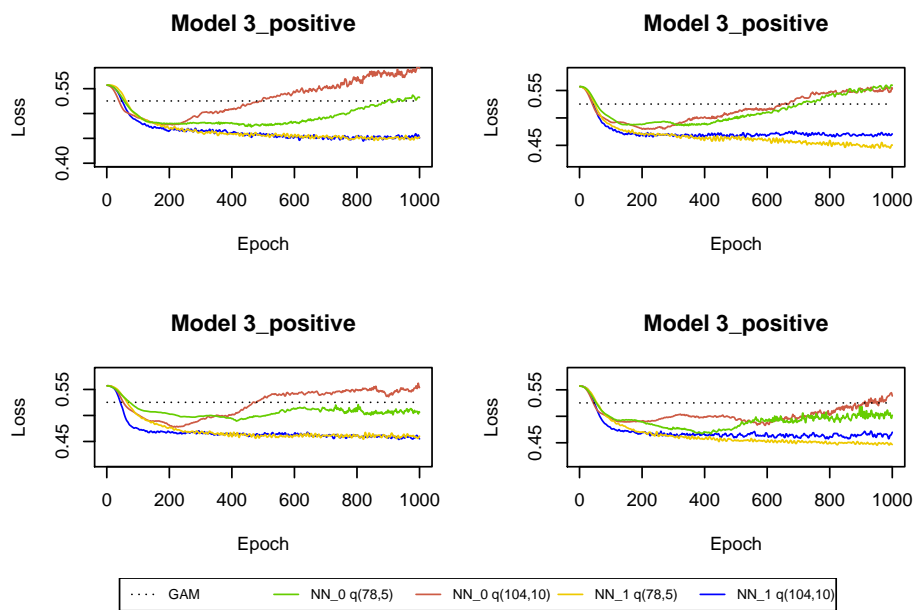 Model 3_positive
Loss
0.40 0.55
0 200 400 600 800 1000
Epoch
Model 3_positive
Loss
0.45 0.55
0 200 400 600 800 1000
Epoch
Model 3_positive
Loss
0.45 0.55
0 200 400 600 800 1000
Epoch
Model 3_positive
Loss
0.45 0.55
0 200 400 600 800 1000
Epoch
GAM NN_0 q(78,5) NN_0 q(104,10) NN_1 q(78,5) NN_1 q(104,10)